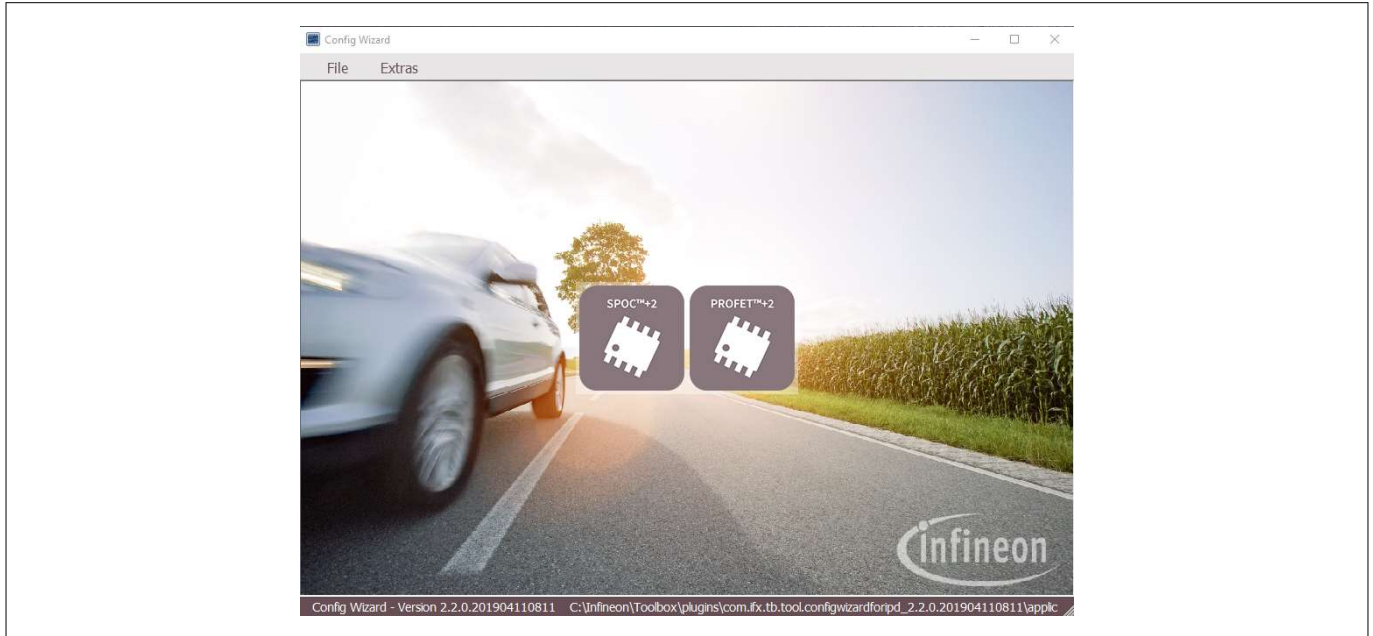 Config Wizard
File Extras
SPOC™+2 PROFET™+2
infineon
Config Wizard - Version 2.2.0.201904110811 C:\Infineon\Toolbox\plugins\com.ifx.tb.tool.configwizardforipd_2.2.0.201904110811\applic